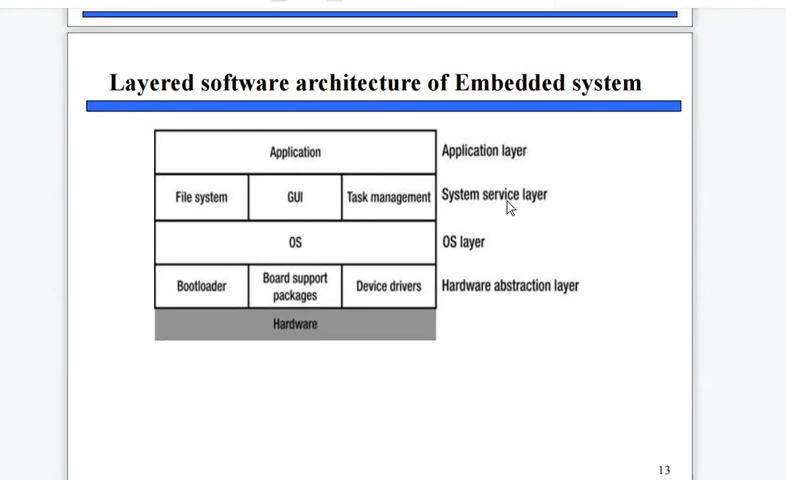 Layered software architecture of Embedded system
Application
Application layer
File system
GUI
Task management
System service layer
OS
OS layer
Bootloader
Board support
packages
Device drivers
Hardware abstraction layer
Hardware
13